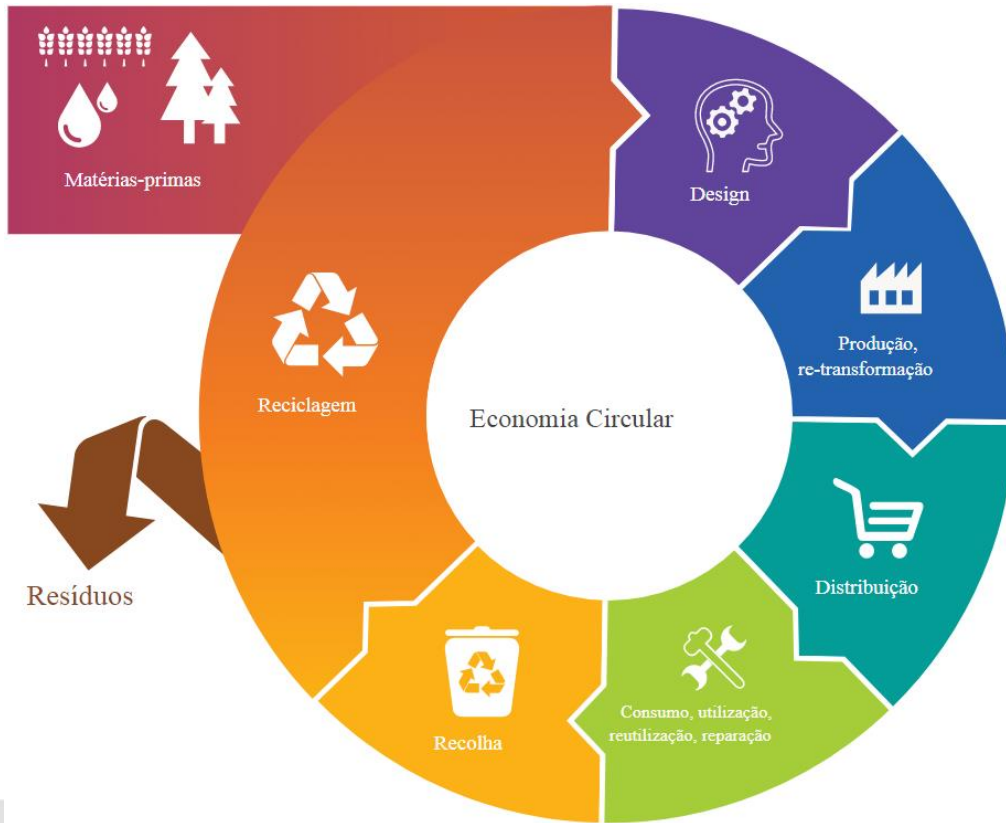 Matérias-primas
Design
Produção,
re-transformação
Reciclagem
Economia Circular
Distribuição
Resíduos
Consumo, utilização,
reutilização, reparação
Recolha